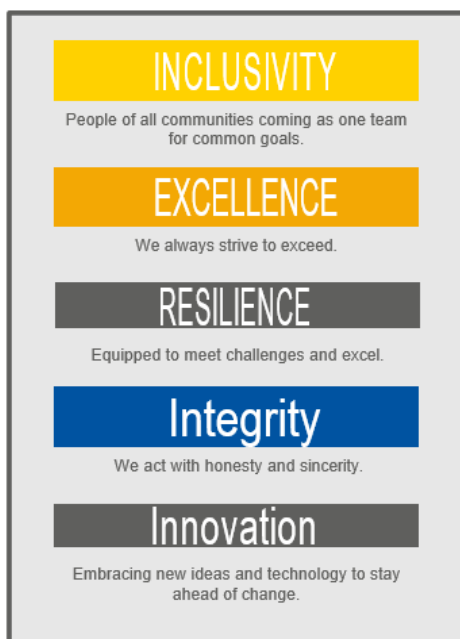 INCLUSIVITY
People of all communities coming as one team
for common goals.
EXCELLENCE
We always strive to exceed.
RESILIENCE
Equipped to meet challenges and excel.
Integrity
We act with honesty and sincerity.
Innovation
Embracing new ideas and technology to stay
ahead of change.